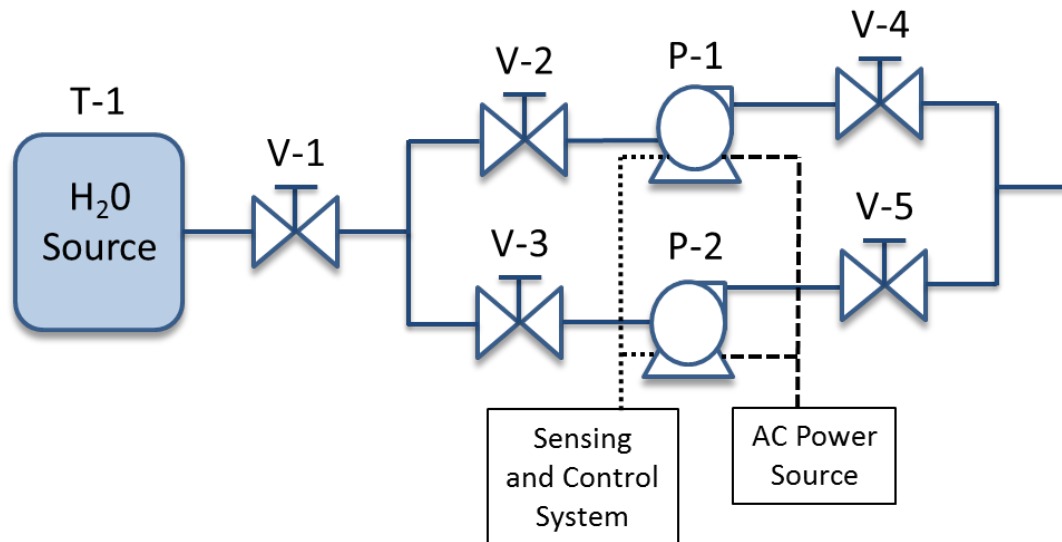 T-1
H₂0
Source
V-1
V-2
V-3
P-1
P-2
V-4
V-5
Sensing
and Control
System
AC Power
Source